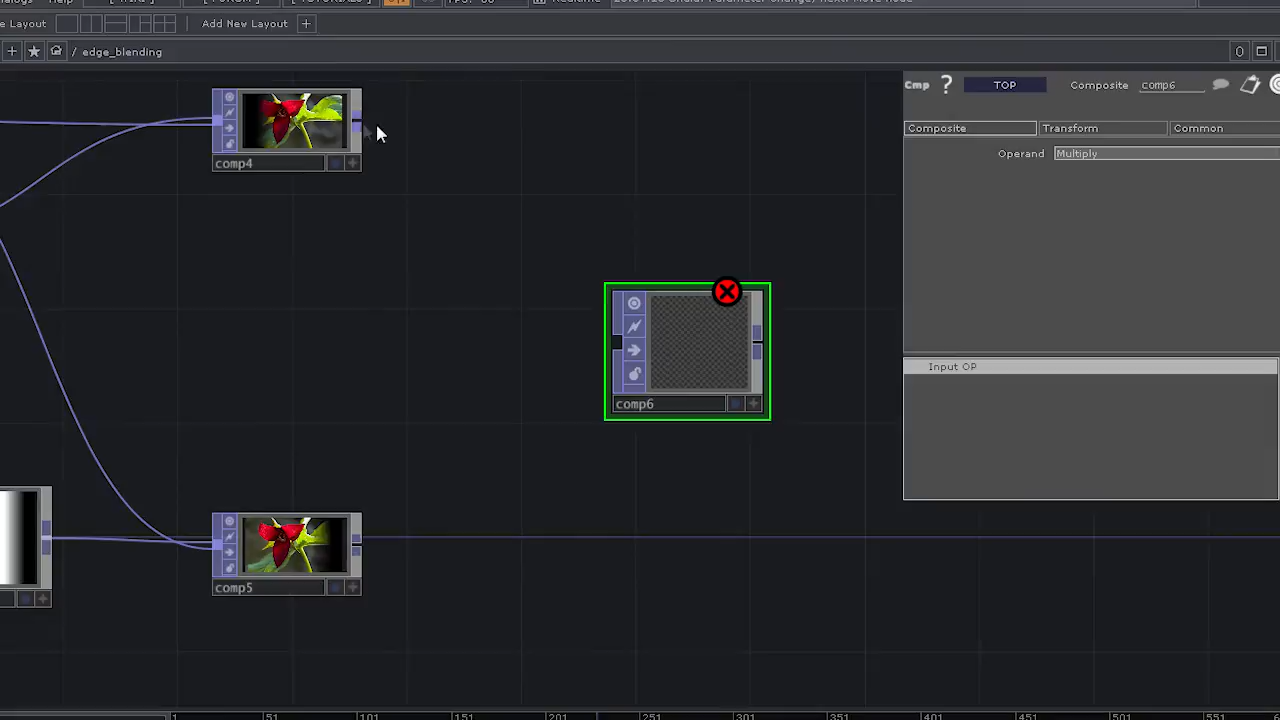 e Layout Add New Layout +
+ / edge_blending
Cmp ? TOP Composite comp6
Composite Transform Common
Operand Multiply
comp4
comp6
Input OP
comp5
1 51 101 151 201 251 301 351 401 451 501 551